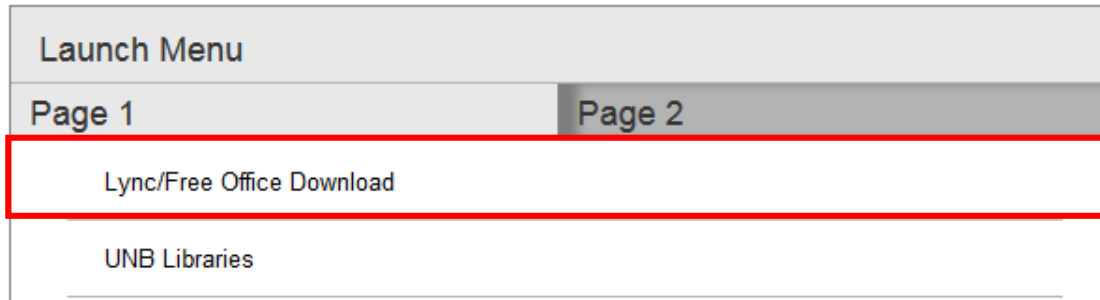 Launch Menu
Page 1 Page 2
Lync/Free Office Download
UNB Libraries